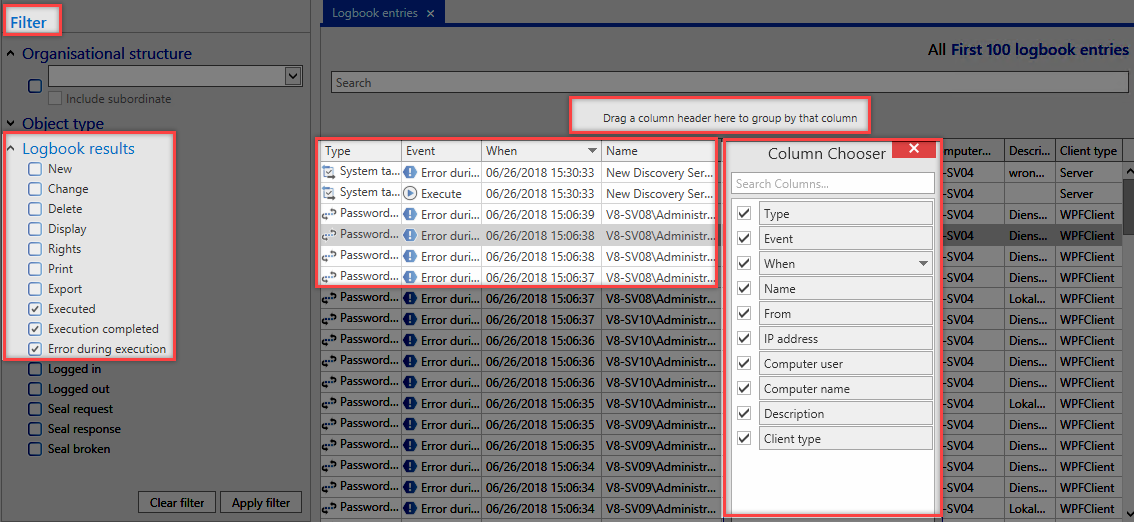 Filter
Organisational structure
Include subordinate
Object type
Logbook results
New
Change
Delete
Display
Rights
Print
Export
Executed
Execution completed
Error during execution
Logged in
Logged out
Seal request
Seal response
Seal broken
Clear filter Apply filter
Logbook entries
All First 100 logbook entries
Search
Drag a column header here to group by that column
Type Event When Name
System ta... Error duri... 06/26/2018 15:30:33 New Discovery Ser...
System ta... Execute 06/26/2018 15:30:33 New Discovery Ser...
Password... Error duri... 06/26/2018 15:06:39 V8-SV08\Administr...
Password... Error duri... 06/26/2018 15:06:38 V8-SV08\Administr...
Password... Error duri... 06/26/2018 15:06:38 V8-SV08\Administr...
Password... Error duri... 06/26/2018 15:06:37 V8-SV08\Administr...
Password... Error duri... 06/26/2018 15:06:37 V8-SV08\Administr...
Password... Error duri... 06/26/2018 15:06:37 V8-SV10\Administr...
Password... Error duri... 06/26/2018 15:06:36 V8-SV10\Administr...
Password... Error duri... 06/26/2018 15:06:36 V8-SV10\Administr...
Password... Error duri... 06/26/2018 15:06:35 V8-SV10\Administr...
Password... Error duri... 06/26/2018 15:06:35 V8-SV10\Administr...
Password... Error duri... 06/26/2018 15:06:35 V8-SV09\Administr...
Password... Error duri... 06/26/2018 15:06:35 V8-SV09\Administr...
Password... Error duri... 06/26/2018 15:06:34 V8-SV09\Administr...
Password... Error duri... 06/26/2018 15:06:34 V8-SV09\Administr...
Password... Error duri... 06/26/2018 15:06:34 V8-SV09\Administr...
Column Chooser
Search Columns...
Type
Event
When
Name
From
IP address
Computer user
Computer name
Description
Client type
mputer... Descri... Client type
-SV04 wron... Server
-SV04 Server
-SV04 Diens... WPFClient
-SV04 Diens... WPFClient
-SV04 Diens... WPFClient
-SV04 Diens... WPFClient
-SV04 Lokal... WPFClient
-SV04 Diens... WPFClient
-SV04 Diens... WPFClient
-SV04 Diens... WPFClient
-SV04 Diens... WPFClient
-SV04 Lokal... WPFClient
-SV04 Diens... WPFClient
-SV04 Diens... WPFClient
-SV04 Diens... WPFClient
-SV04 Diens... WPFClient
-SV04 Diens... WPFClient